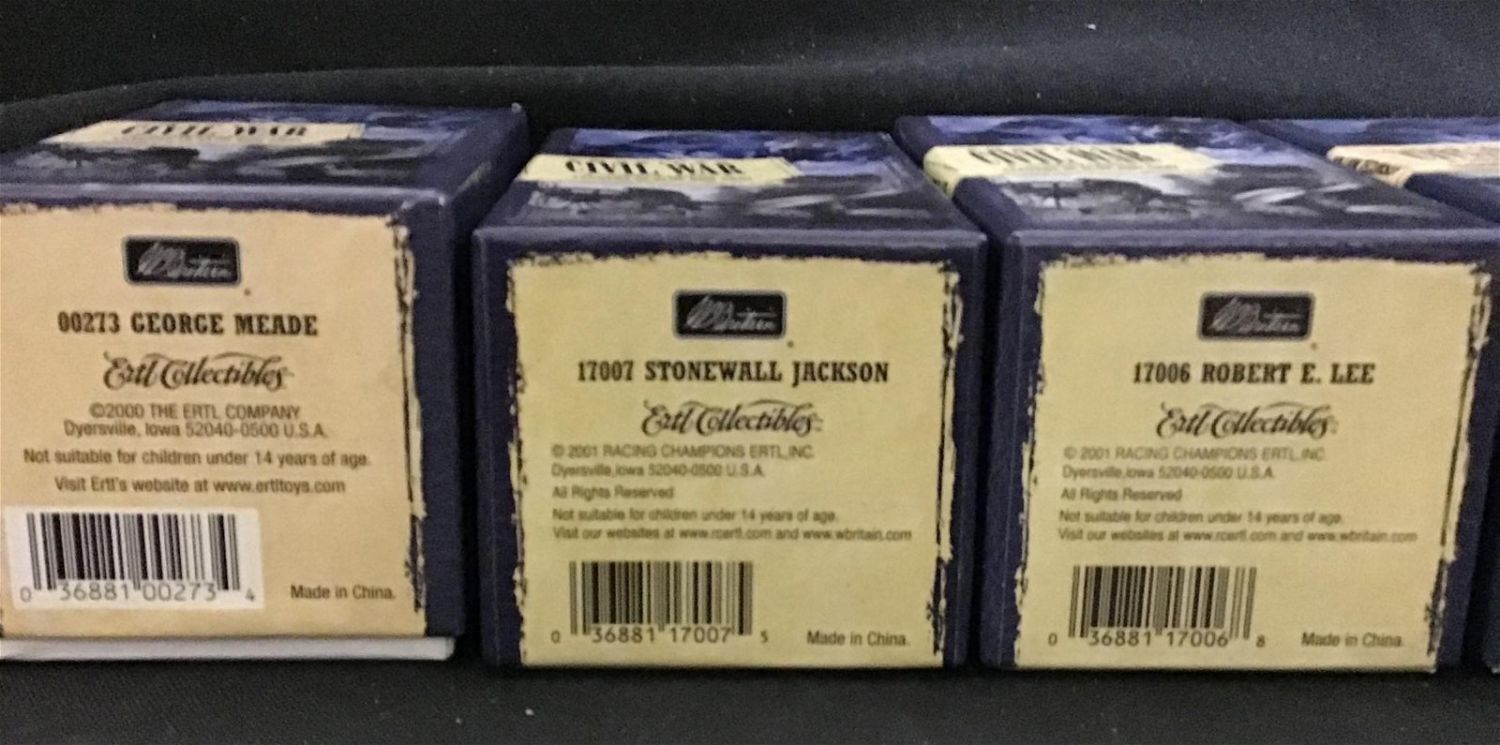 CIVIL WAR
00273 GEORGE MEADE
Ertl Collectibles
©2000 THE ERTL COMPANY
Dyersville, Iowa 52040-0500 U.S.A.
Not suitable for children under 14 years of age.
Visit Ertl's website at www.ertltoys.com
0 36881 00273 4
Made in China.
CIVIL WAR
Britain
17007 STONEWALL JACKSON
Ertl Collectibles
© 2001 RACING CHAMPIONS ERTL, INC.
Dyersville, Iowa 52040-0500 U.S.A.
All Rights Reserved
Not suitable for children under 14 years of age.
Visit our websites at www.rcertl.com and www.wbritain.com
0 36881 17007 5
Made in China.
CIVIL WAR
Britain
17006 ROBERT E. LEE
Ertl Collectibles
© 2001 RACING CHAMPIONS ERTL, INC.
Dyersville, Iowa 52040-0500 U.S.A.
All Rights Reserved
Not suitable for children under 14 years of age.
Visit our websites at www.rcertl.com and www.wbritain.com
0 36881 17006 8
Made in China.